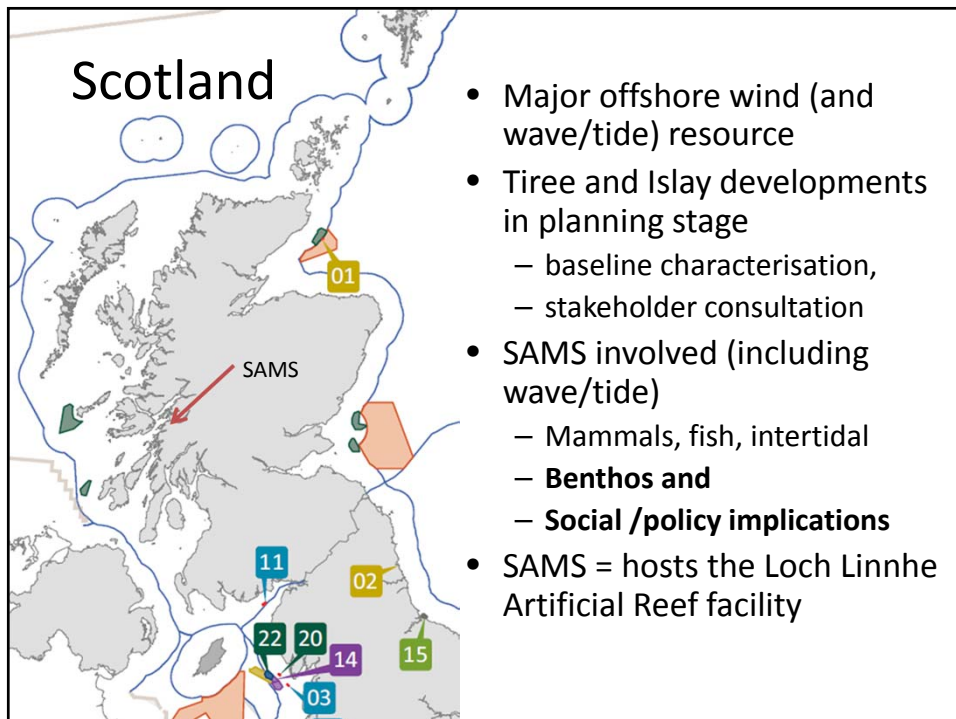 Scotland
• Major offshore wind (and
wave/tide) resource
• Tiree and Islay developments
in planning stage
– baseline characterisation,
– stakeholder consultation
• SAMS involved (including
wave/tide)
– Mammals, fish, intertidal
– Benthos and
– Social /policy implications
• SAMS = hosts the Loch Linnhe
Artificial Reef facility
01
SAMS
11
02
22
20
14
15
03